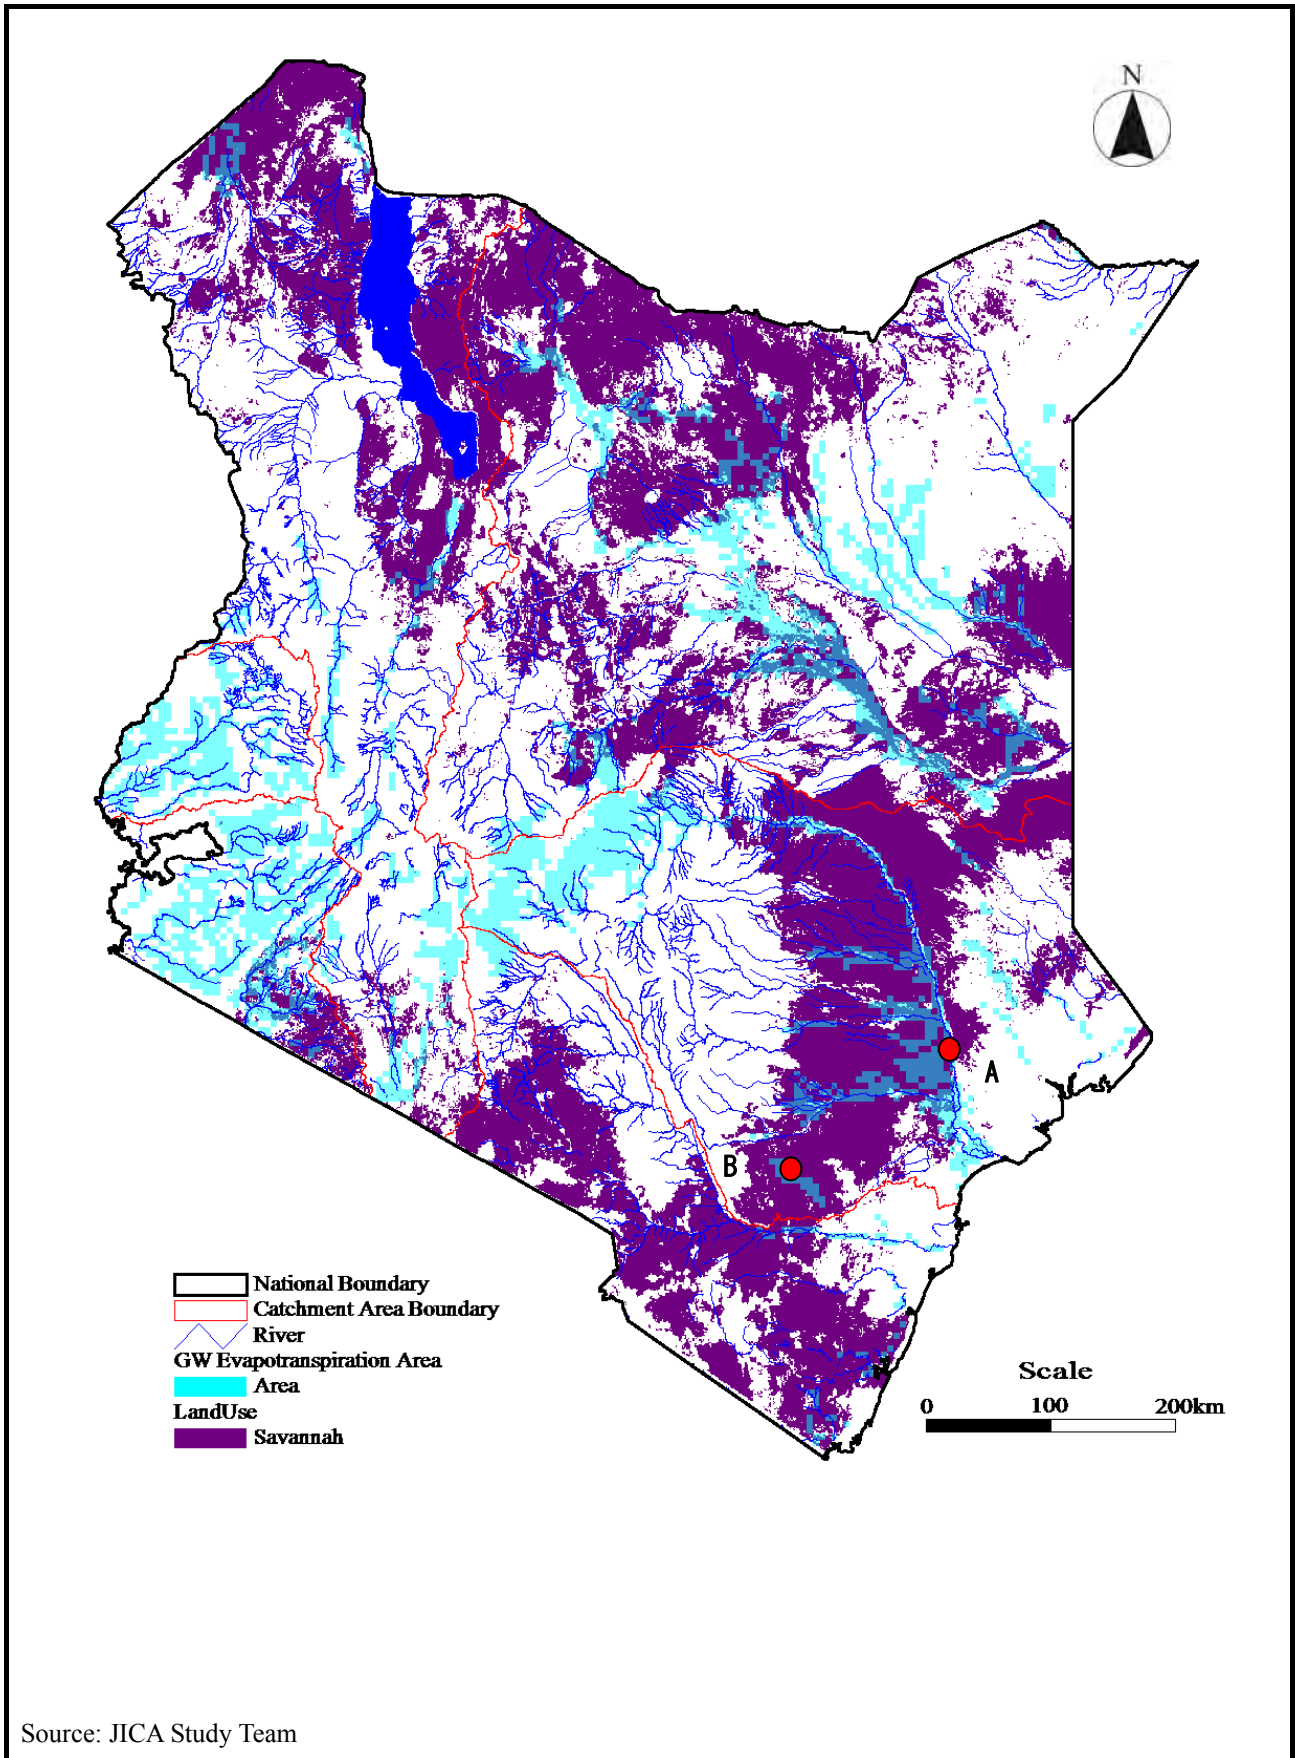 N
A
B
National Boundary
Catchment Area Boundary
River
GW Evapotranspiration Area
Area
LandUse
Savannah
Scale
0 100 200km
Source: JICA Study Team